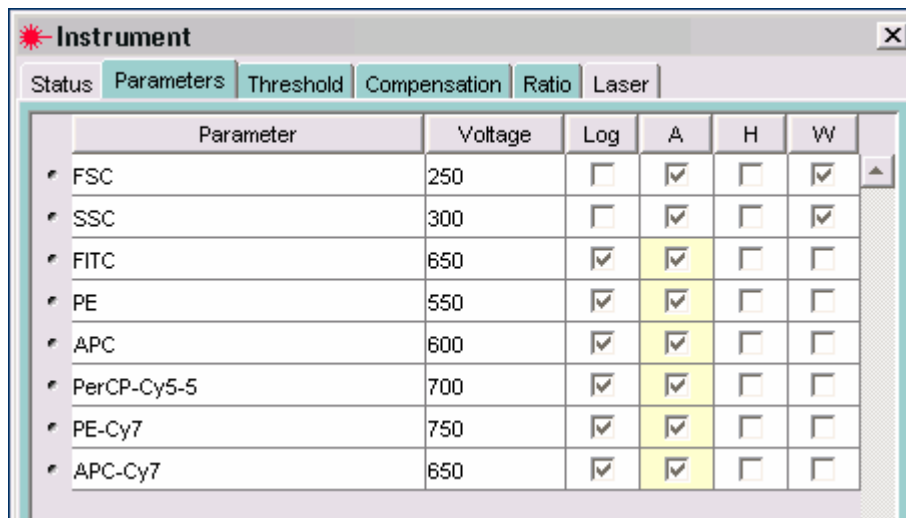 Instrument
Status Parameters Threshold Compensation Ratio Laser
Parameter Voltage Log A H W
FSC 250
SSC 300
FITC 650
PE 550
APC 600
PerCP-Cy5-5 700
PE-Cy7 750
APC-Cy7 650